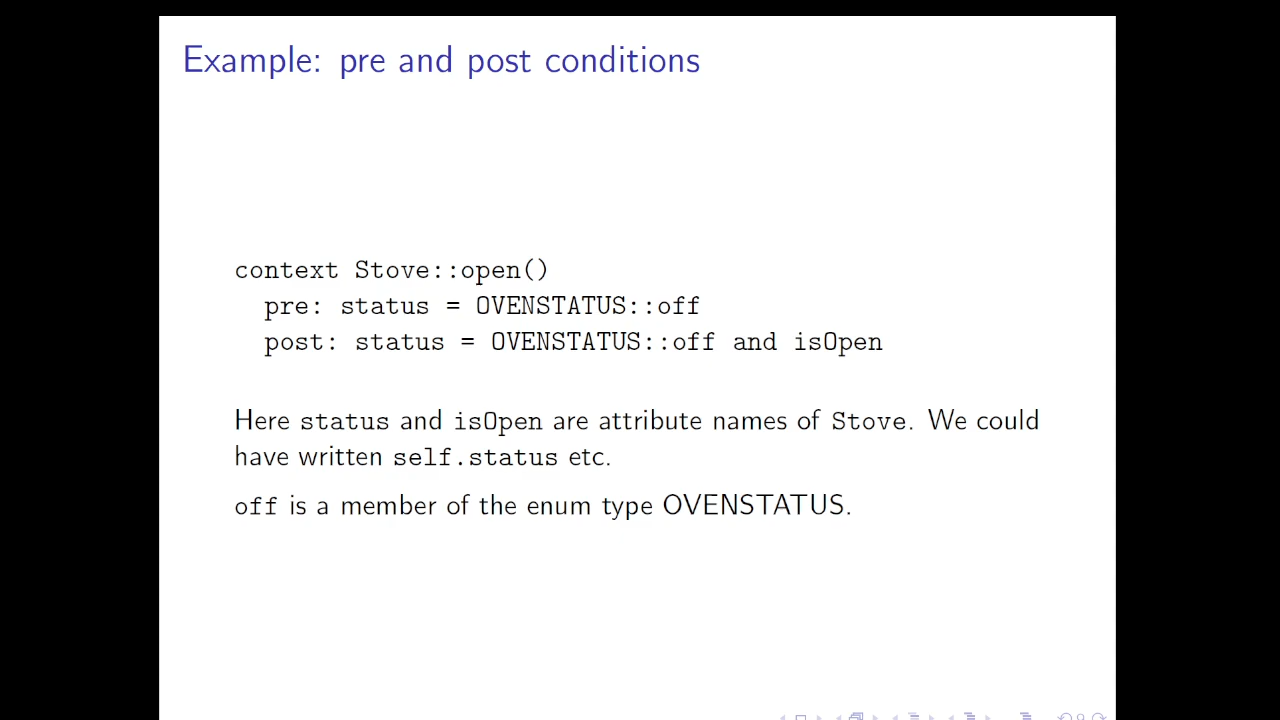 Example: pre and post conditions
context Stove::open()
pre: status = OVENSTATUS::off
post: status = OVENSTATUS::off and isOpen
Here status and isOpen are attribute names of Stove. We could
have written self.status etc.
off is a member of the enum type OVENSTATUS.